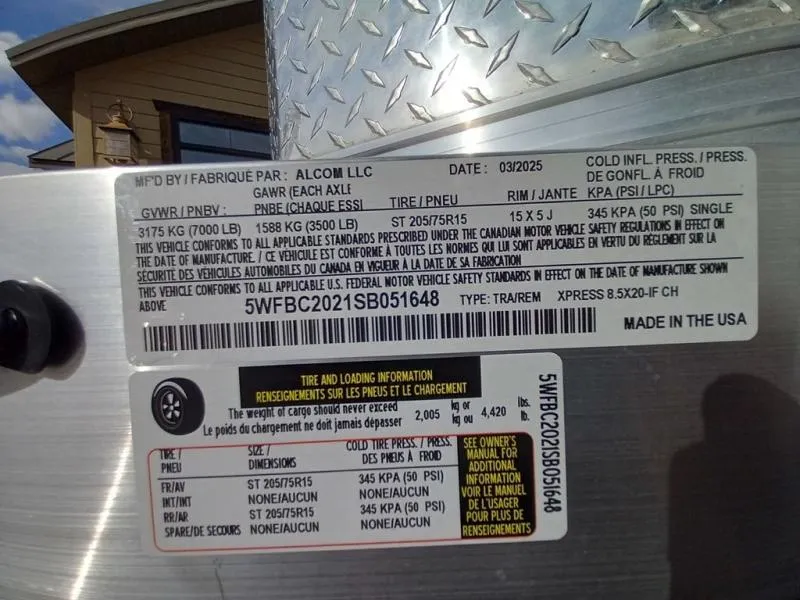 MF'D BY / FABRIQUÉ PAR : ALCOM LLC DATE : 03/2025 COLD INFL. PRESS. / PRESS.
DE GONFL. À FROID
GVWR / PNBV : GAWR (EACH AXLE TIRE / PNEU RIM / JANTE KPA (PSI / LPC)
PNBE (CHAQUE ESSI
3175 KG (7000 LB) 1588 KG (3500 LB) ST 205/75R15 15 X 5 J 345 KPA (50 PSI) SINGLE
THIS VEHICLE CONFORMS TO ALL APPLICABLE STANDARDS PRESCRIBED UNDER THE CANADIAN MOTOR VEHICLE SAFETY REGULATIONS IN EFFECT ON
THE DATE OF MANUFACTURE. / CE VÉHICULE EST CONFORME À TOUTES LES NORMES QUI LUI SONT APPLICABLES EN VERTU DU RÉGLEMENT SUR LA
SÉCURITÉ DES VÉHICULES AUTOMOBILES DU CANADA EN VIGUEUR À LA DATE DE SA FABRICATION
THIS VEHICLE CONFORMS TO ALL APPLICABLE U.S. FEDERAL MOTOR VEHICLE SAFETY STANDARDS IN EFFECT ON THE DATE OF MANUFACTURE SHOWN
ABOVE 5WFBC2021SB051648 TYPE: TRA/REM XPRESS 8.5X20-IF CH
MADE IN THE USA
TIRE AND LOADING INFORMATION
RENSEIGNEMENTS SUR LES PNEUS ET LE CHARGEMENT
The weight of cargo should never exceed 2,005 kg or 4,420 lbs.
Le poids du chargement ne doit jamais dépasser kg ou lb.
TIRE / SIZE / COLD TIRE PRESS. / PRESS.
PNEU DIMENSIONS DES PNEUS À FROID
FR/AV ST 205/75R15 345 KPA (50 PSI)
INT/INT NONE/AUCUN NONE/AUCUN
RR/AR ST 205/75R15 345 KPA (50 PSI)
SPARE/DE SECOURS NONE/AUCUN NONE/AUCUN
SEE OWNER'S
MANUAL FOR
ADDITIONAL
INFORMATION
VOIR LE MANUEL
DE L'USAGER
POUR PLUS DE
RENSEIGNEMENTS
5WFBC2021SB051648